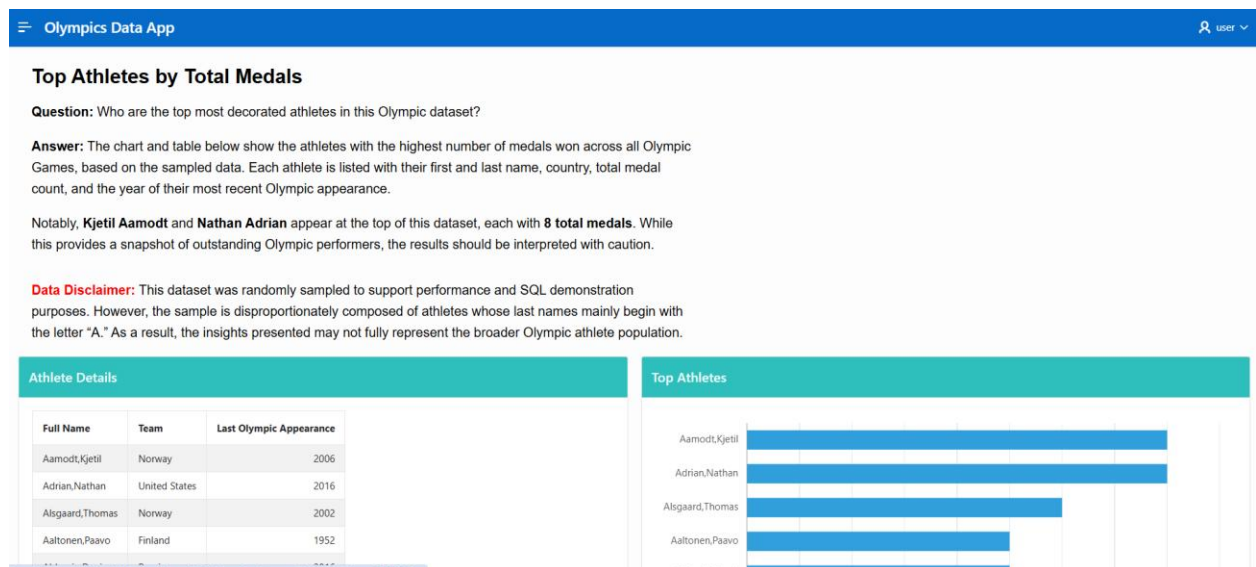 Olympics Data App
user
Top Athletes by Total Medals
Question: Who are the top most decorated athletes in this Olympic dataset?
Answer: The chart and table below show the athletes with the highest number of medals won across all Olympic
Games, based on the sampled data. Each athlete is listed with their first and last name, country, total medal
count, and the year of their most recent Olympic appearance.
Notably, Kjetil Aamodt and Nathan Adrian appear at the top of this dataset, each with 8 total medals. While
this provides a snapshot of outstanding Olympic performers, the results should be interpreted with caution.
Data Disclaimer: This dataset was randomly sampled to support performance and SQL demonstration
purposes. However, the sample is disproportionately composed of athletes whose last names mainly begin with
the letter “A.” As a result, the insights presented may not fully represent the broader Olympic athlete population.
Athlete Details
Full Name Team Last Olympic Appearance
Aamodt,Kjetil Norway 2006
Adrian,Nathan United States 2016
Alsgaard,Thomas Norway 2002
Aaltonen,Paavo Finland 1952
Top Athletes
Aamodt,Kjetil
Adrian,Nathan
Alsgaard,Thomas
Aaltonen,Paavo